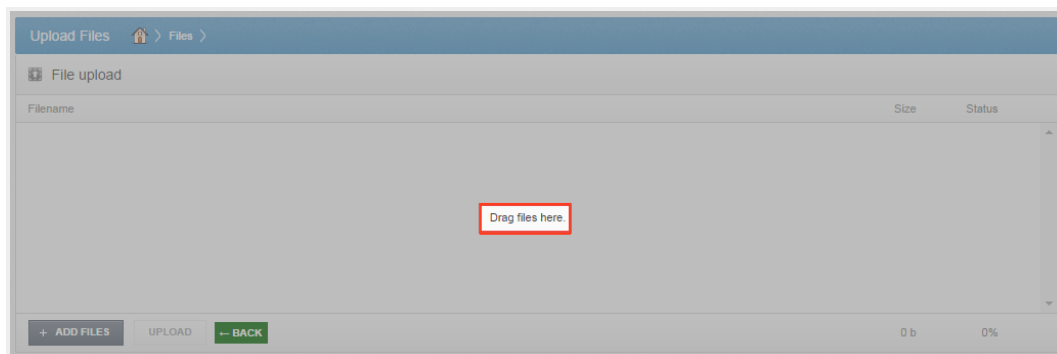 Upload Files Files
File upload
Filename Size Status
Drag files here.
+ ADD FILES UPLOAD ← BACK 0 b 0%